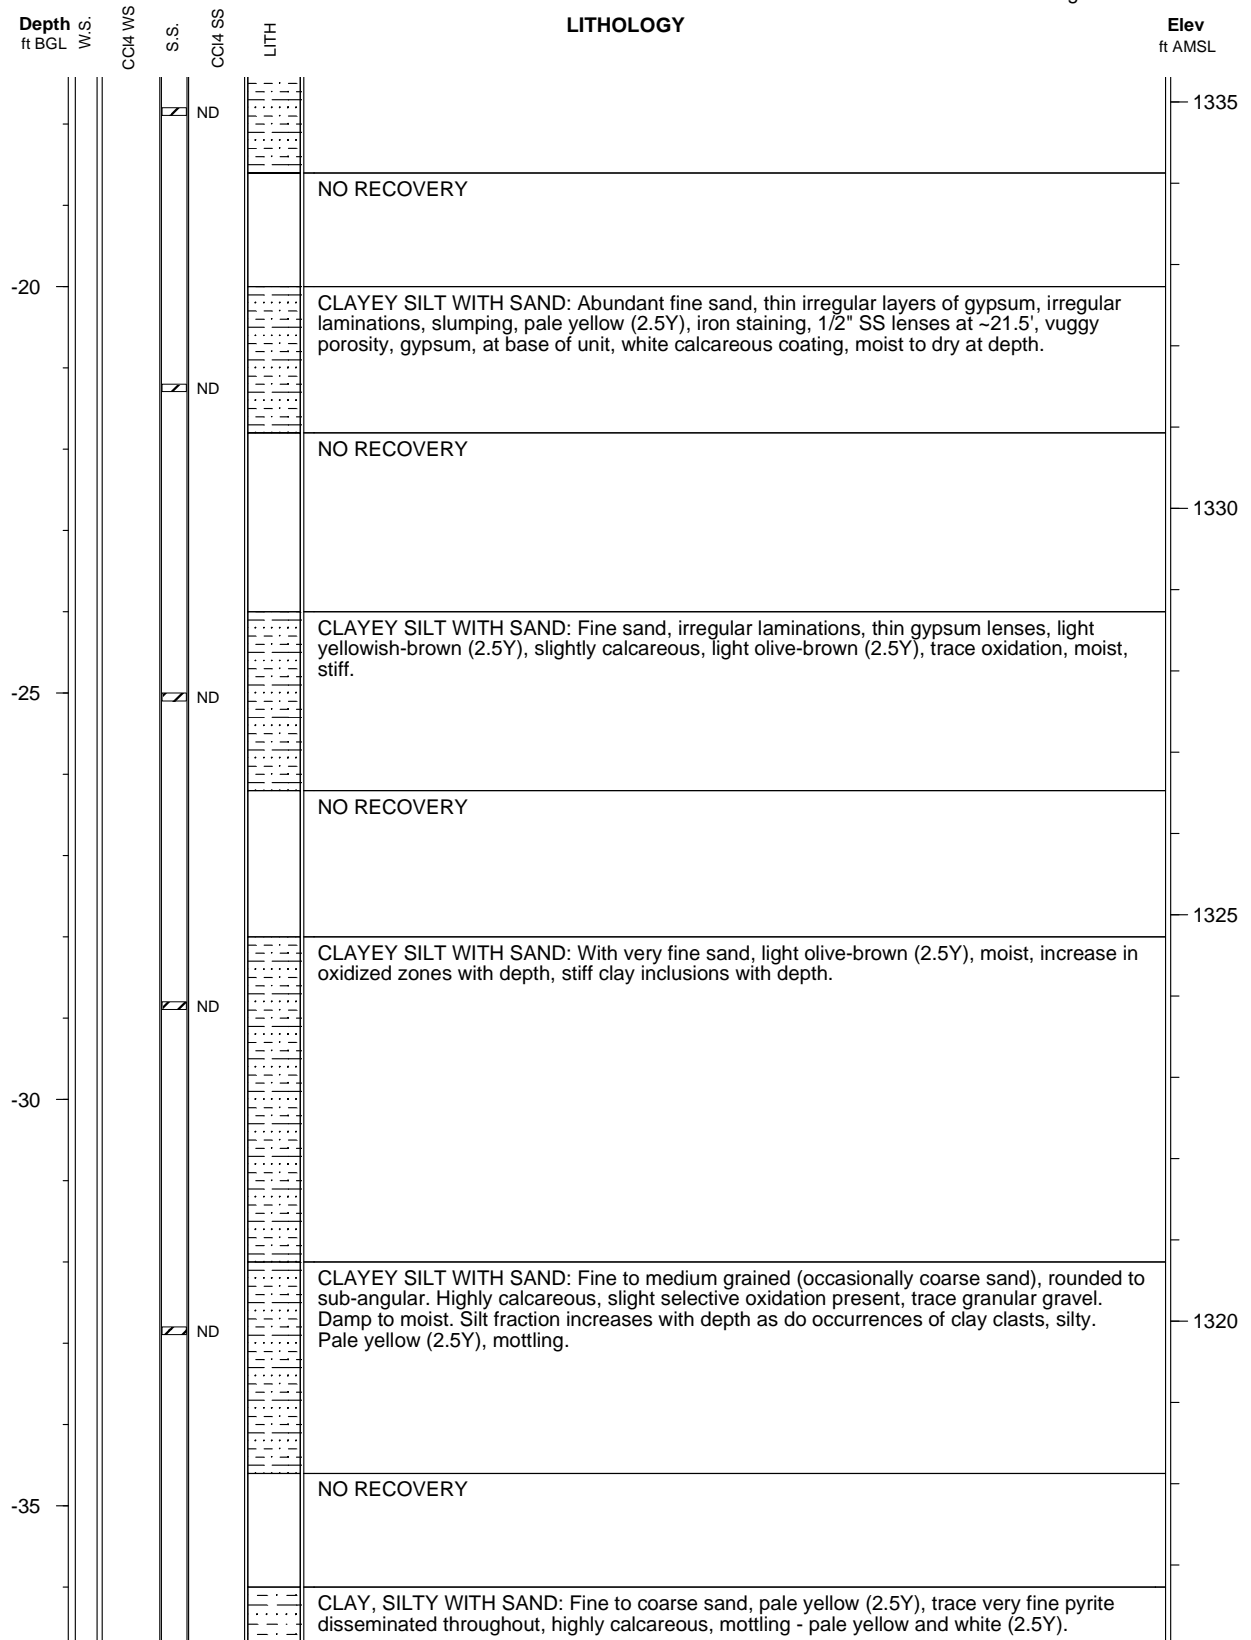 Depth
ft BGL
W.S.
CCl4 WS
S.S.
CCl4 SS
LITH
LITHOLOGY
Elev
ft AMSL
ND
1335
NO RECOVERY
-20
CLAYEY SILT WITH SAND: Abundant fine sand, thin irregular layers of gypsum, irregular
laminations, slumping, pale yellow (2.5Y), iron staining, 1/2" SS lenses at ~21.5', vuggy
porosity, gypsum, at base of unit, white calcareous coating, moist to dry at depth.
ND
NO RECOVERY
1330
CLAYEY SILT WITH SAND: Fine sand, irregular laminations, thin gypsum lenses, light
yellowish-brown (2.5Y), slightly calcareous, light olive-brown (2.5Y), trace oxidation, moist,
stiff.
-25
ND
NO RECOVERY
1325
CLAYEY SILT WITH SAND: With very fine sand, light olive-brown (2.5Y), moist, increase in
oxidized zones with depth, stiff clay inclusions with depth.
ND
-30
CLAYEY SILT WITH SAND: Fine to medium grained (occasionally coarse sand), rounded to
sub-angular. Highly calcareous, slight selective oxidation present, trace granular gravel.
Damp to moist. Silt fraction increases with depth as do occurrences of clay clasts, silty.
Pale yellow (2.5Y), mottling.
ND
1320
NO RECOVERY
-35
CLAY, SILTY WITH SAND: Fine to coarse sand, pale yellow (2.5Y), trace very fine pyrite
disseminated throughout, highly calcareous, mottling - pale yellow and white (2.5Y).